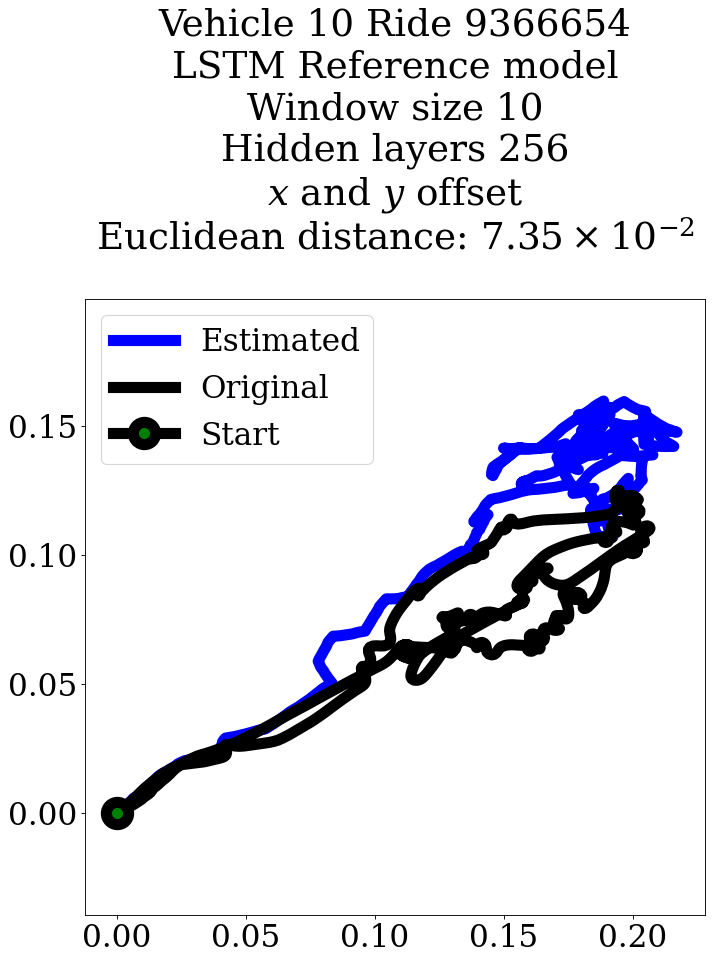 Vehicle 10 Ride 9366654
LSTM Reference model
Window size 10
Hidden layers 256
x and y offset
Euclidean distance: 7.35 × 10⁻²
Estimated
Original
Start
0.15
0.10
0.05
0.00
0.00 0.05 0.10 0.15 0.20